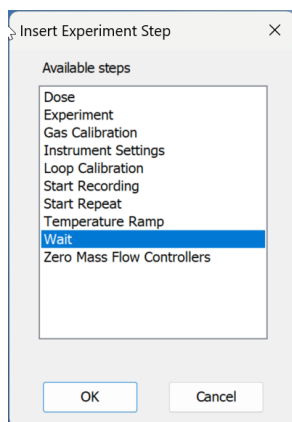 Insert Experiment Step
Available steps
Dose
Experiment
Gas Calibration
Instrument Settings
Loop Calibration
Start Recording
Start Repeat
Temperature Ramp
Wait
Zero Mass Flow Controllers
OK
Cancel